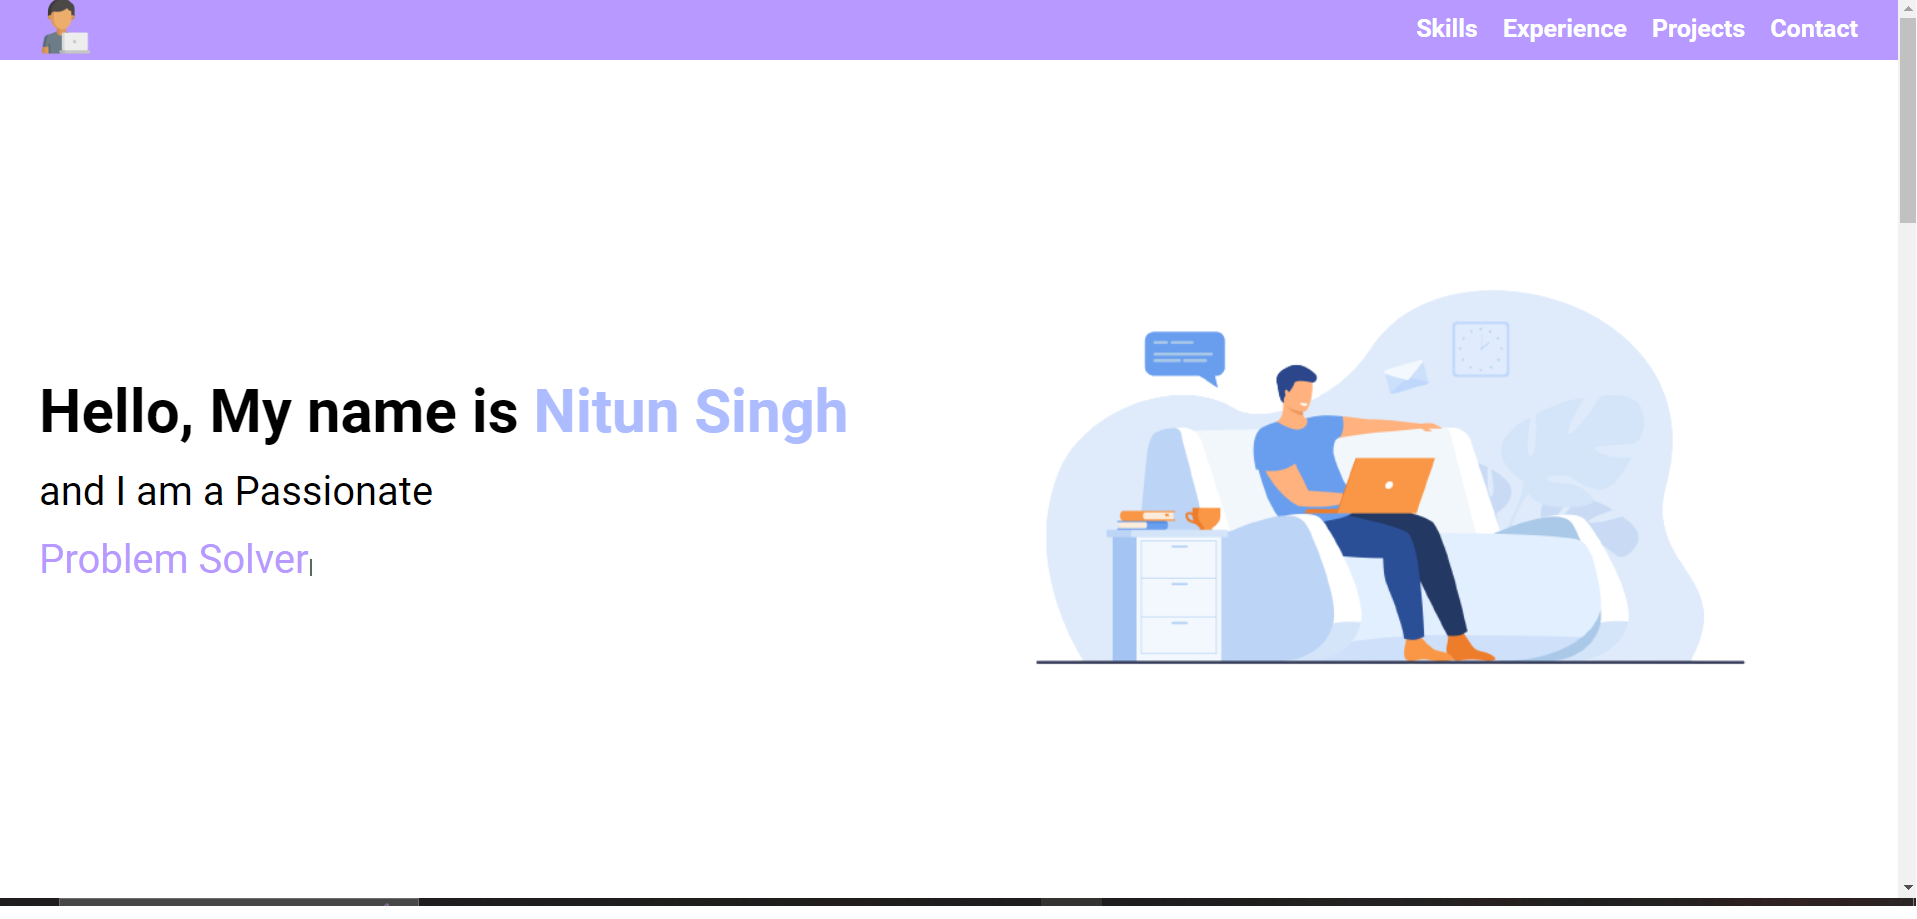 Skills Experience Projects Contact
Hello, My name is Nitun Singh
and I am a Passionate
Problem Solver